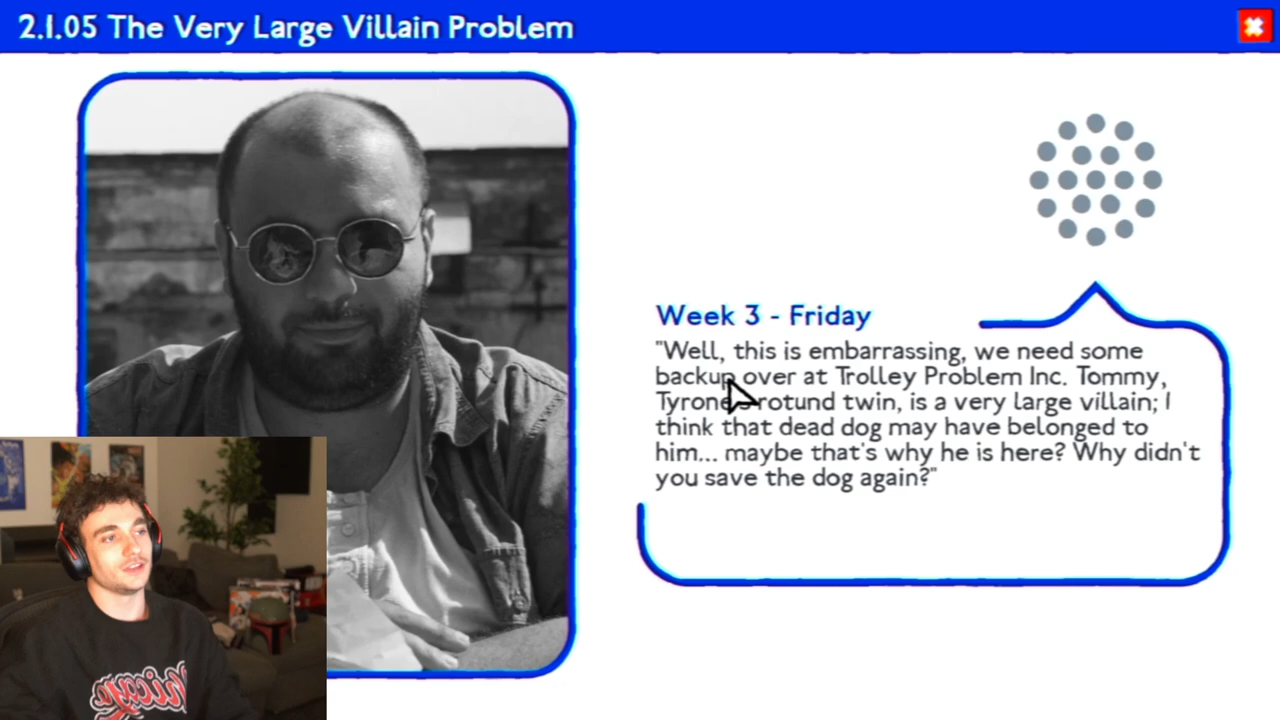 2.1.05 The Very Large Villain Problem
Week 3 - Friday
"Well, this is embarrassing, we need some
backup over at Trolley Problem Inc. Tommy,
Tyrone's rotund twin, is a very large villain; I
think that dead dog may have belonged to
him... maybe that's why he is here? Why didn't
you save the dog again?"